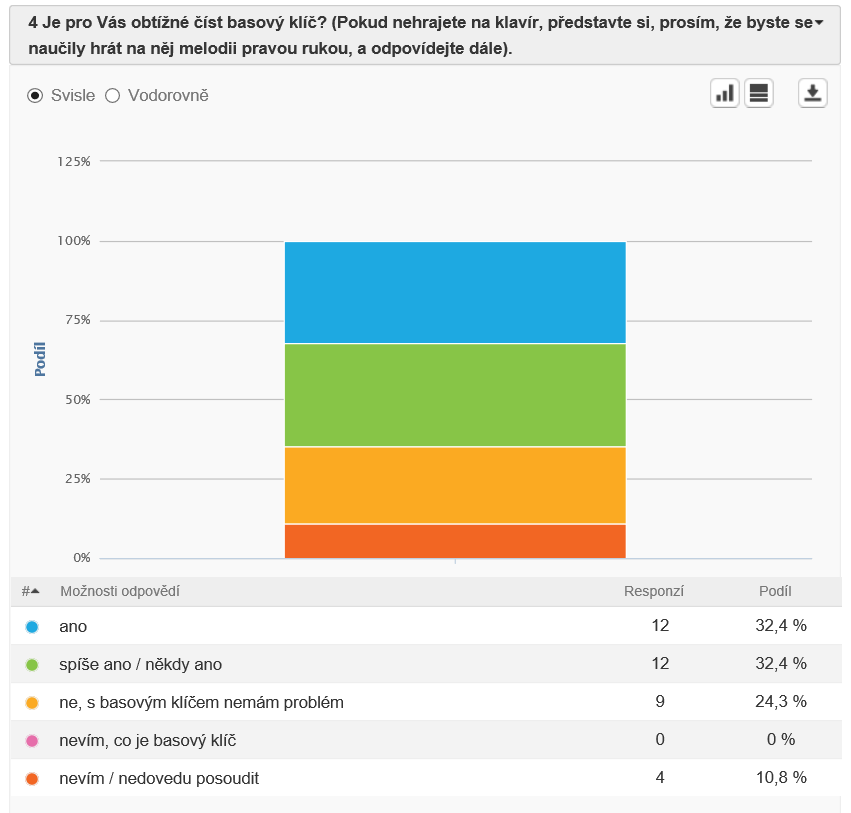 4 Je pro Vás obtížné číst basový klíč? (Pokud nehrajete na klavír, představte si, prosím, že byste se
naučily hrát na něj melodii pravou rukou, a odpovídejte dále).
Svisle Vodorovně
125%
100%
75%
50%
25%
0%
Podíl
# Možnosti odpovědí Responzí Podíl
ano 12 32,4 %
spíše ano / někdy ano 12 32,4 %
ne, s basovým klíčem nemám problém 9 24,3 %
nevím, co je basový klíč 0 0 %
nevím / nedovedu posoudit 4 10,8 %